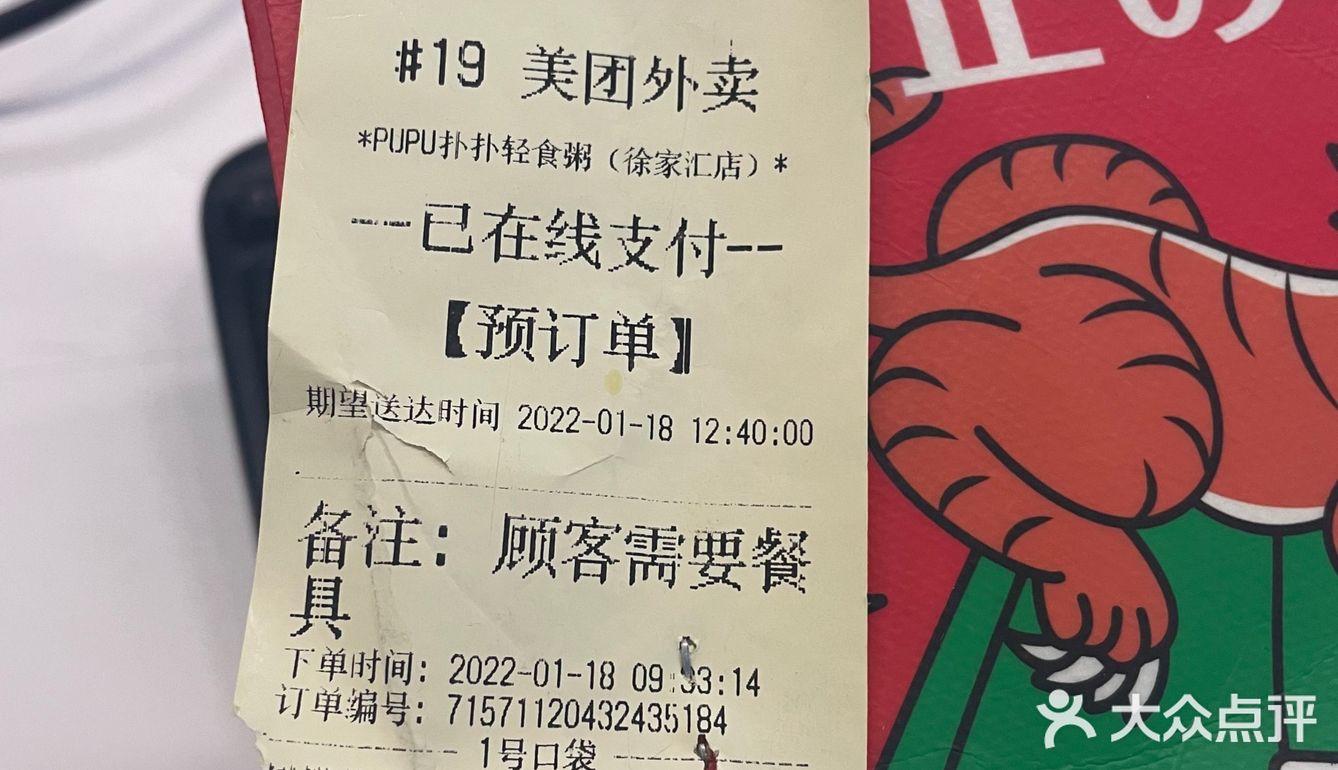 #19 美团外卖
*PUPU扑扑轻食粥（徐家汇店）*
--已在线支付--
【预订单】
期望送达时间 2022-01-18 12:40:00
备注：顾客需要餐
具
下单时间：2022-01-18 09:33:14
订单编号：71571120432435184
1号口袋
大众点评